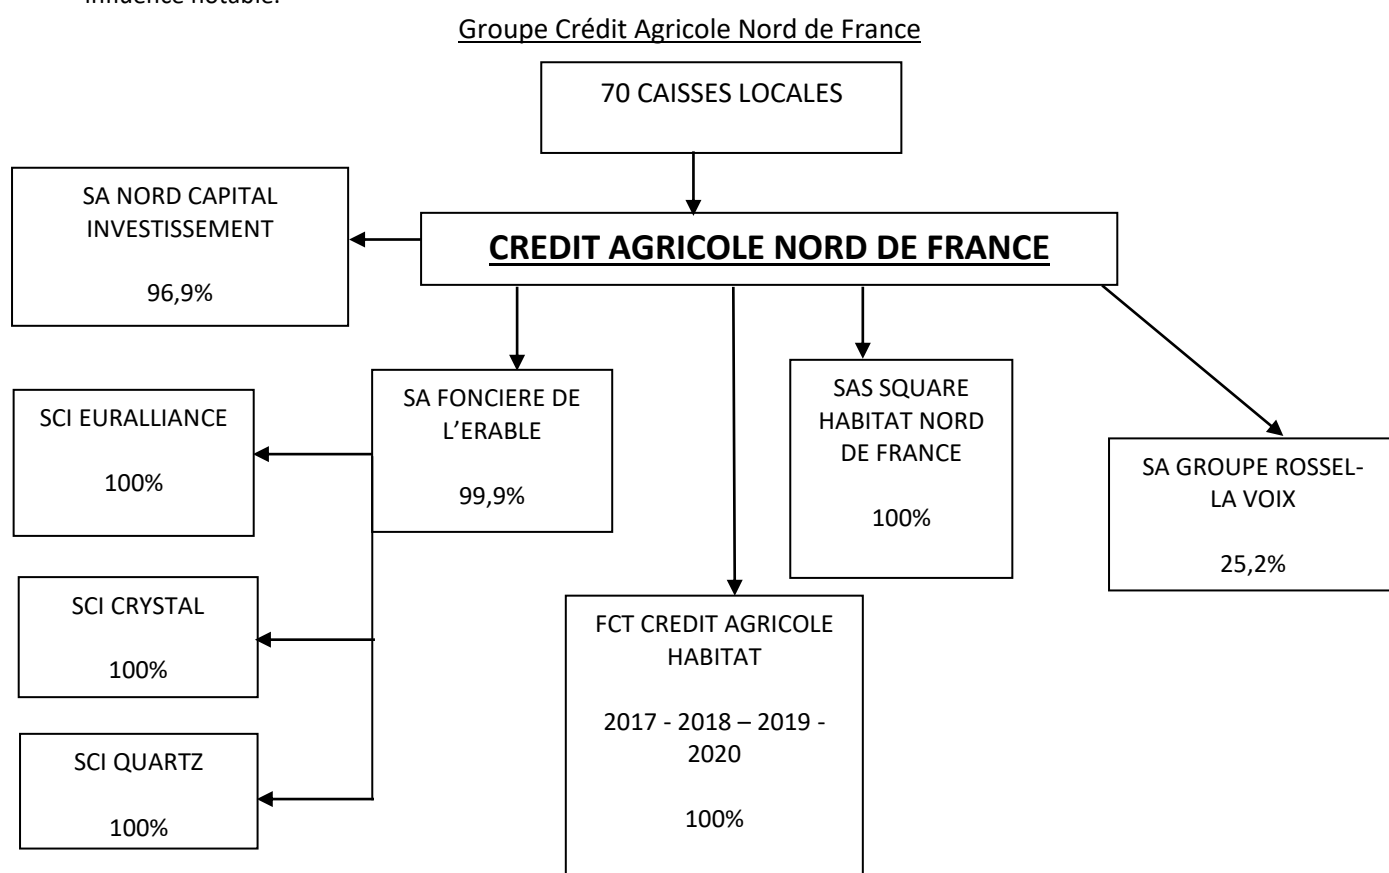 influence notable.
Groupe Crédit Agricole Nord de France
70 CAISSES LOCALES
SA NORD CAPITAL
INVESTISSEMENT
96,9%
CREDIT AGRICOLE NORD DE FRANCE
SA FONCIERE DE
L’ERABLE
99,9%
SCI EURALLIANCE
100%
SCI CRYSTAL
100%
SCI QUARTZ
100%
FCT CREDIT AGRICOLE
HABITAT
2017 - 2018 – 2019 -
2020
100%
SAS SQUARE
HABITAT NORD
DE FRANCE
100%
SA GROUPE ROSSEL-
LA VOIX
25,2%